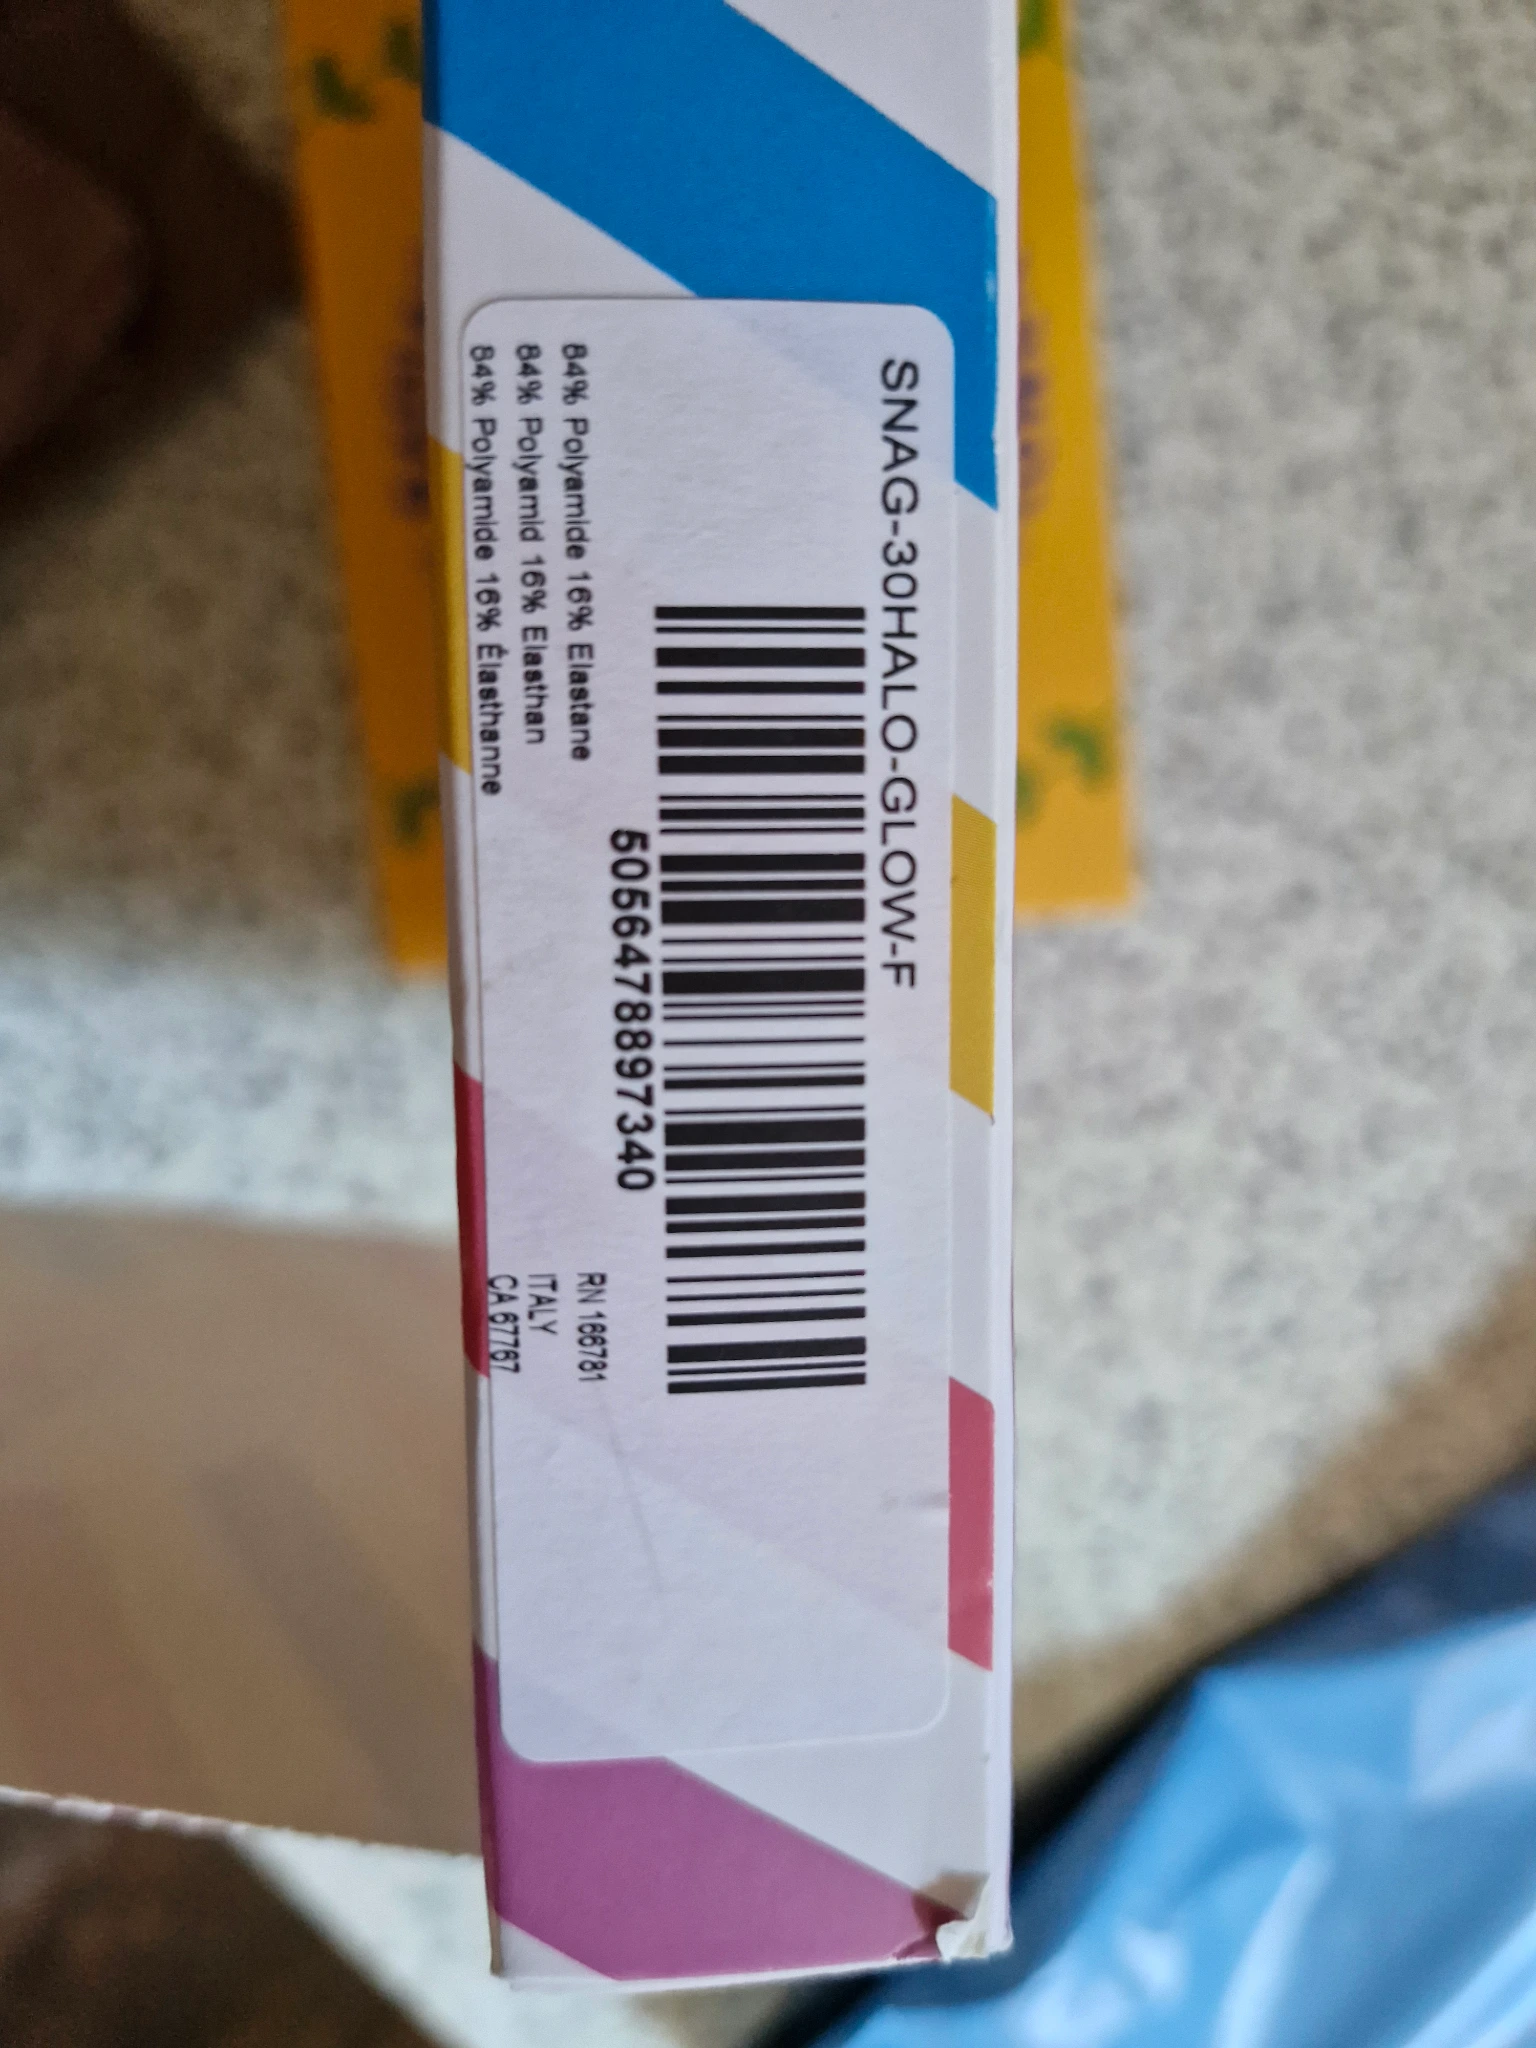 SNAG-30HALO-GLOW-F
5056478897340
84% Polyamide 16% Elastane
84% Polyamid 16% Elasthan
84% Polyamide 16% Élasthanne
RN 166781
ITALY
CA 67767